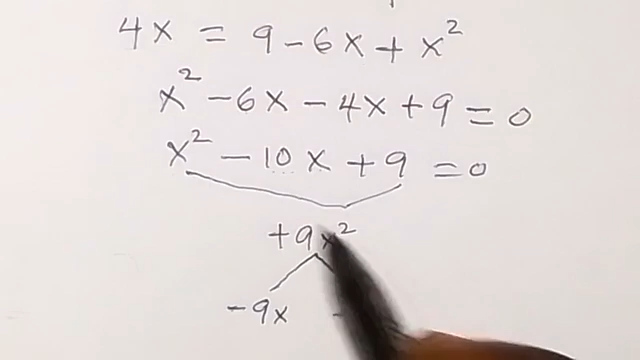 4x = 9 - 6x + x²
x² - 6x - 4x + 9 = 0
x² - 10x + 9 = 0
+9x²
-9x -